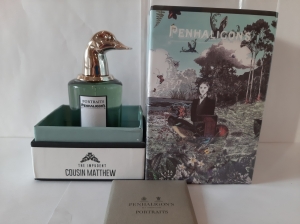 PENHALIGON'S
PORTRAITS
PENHALIGON'S
THE IMPUDENT
COUSIN MATTHEW
PENHALIGON'S
PORTRAITS